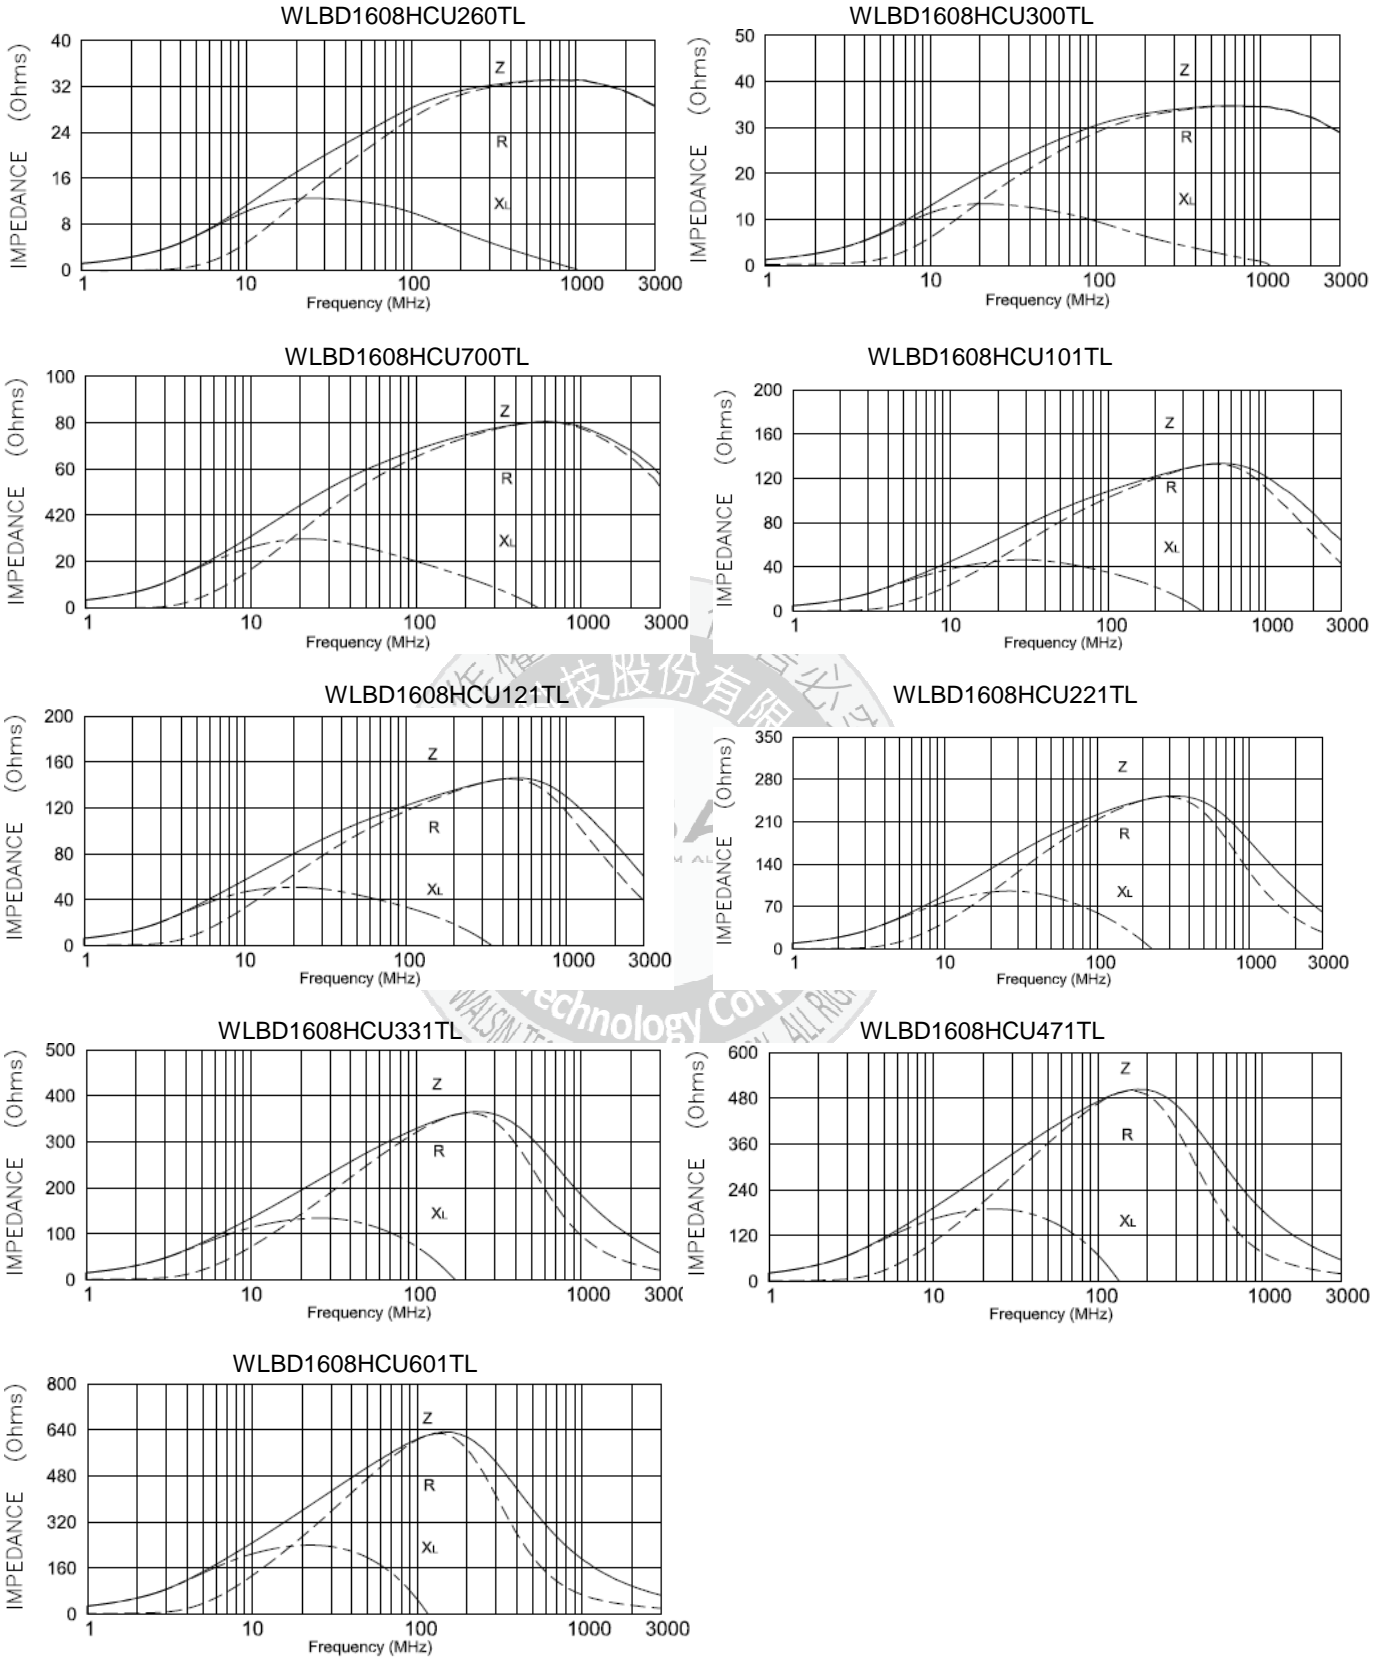 WLBD1608HCU260TL
IMPEDANCE (Ohms)
40
32
24
16
8
0
Z
R
XL
1 10 100 1000 3000
Frequency (MHz)
WLBD1608HCU300TL
IMPEDANCE (Ohms)
50
40
30
20
10
0
Z
R
XL
1 10 100 1000 3000
Frequency (MHz)
WLBD1608HCU700TL
IMPEDANCE (Ohms)
100
80
60
420
20
0
Z
R
XL
1 10 100 1000 3000
Frequency (MHz)
WLBD1608HCU101TL
IMPEDANCE (Ohms)
200
160
120
80
40
0
Z
R
XL
1 10 100 1000 3000
Frequency (MHz)
技股份有限
WLBD1608HCU121TL
IMPEDANCE (Ohms)
200
160
120
80
40
0
Z
R
XL
1 10 100 1000 3000
Frequency (MHz)
WLBD1608HCU221TL
IMPEDANCE (Ohms)
350
280
210
140
70
0
Z
R
XL
1 10 100 1000 3000
Frequency (MHz)
Technology Corp
WLBD1608HCU331TL
IMPEDANCE (Ohms)
500
400
300
200
100
0
Z
R
XL
1 10 100 1000 300
Frequency (MHz)
WLBD1608HCU471TL
IMPEDANCE (Ohms)
600
480
360
240
120
0
Z
R
XL
1 10 100 1000 3000
Frequency (MHz)
WLBD1608HCU601TL
IMPEDANCE (Ohms)
800
640
480
320
160
0
Z
R
XL
1 10 100 1000 3000
Frequency (MHz)